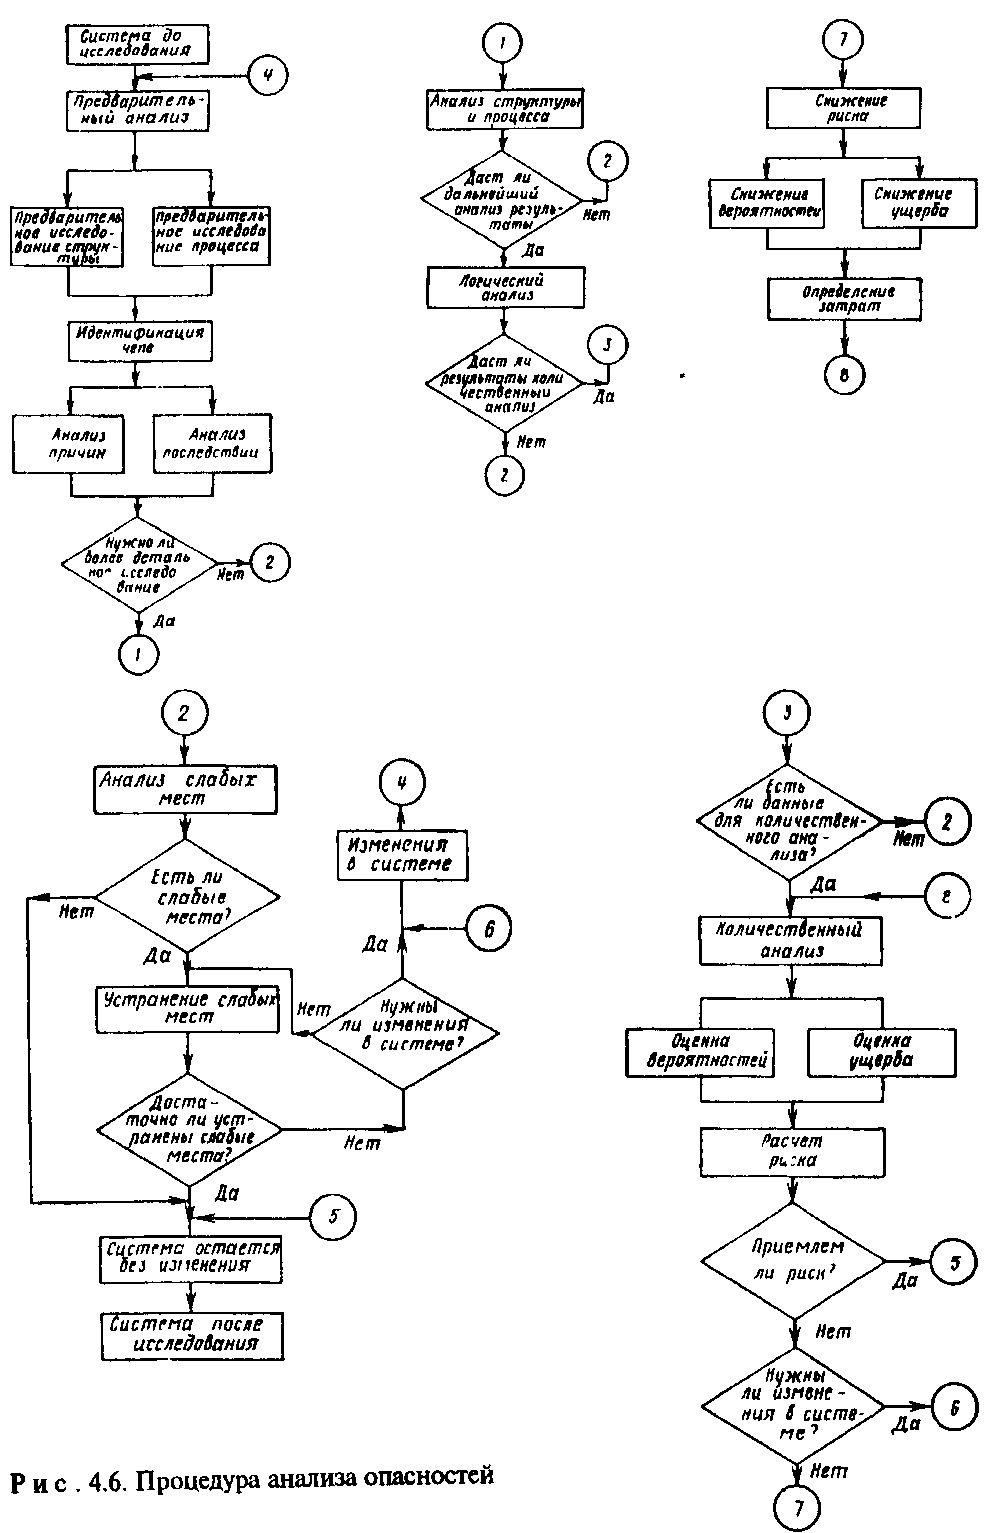 Система до
исследования
4
Предваритель-
ный анализ
Предваритель
ное исследо-
вание струк-
туры
Предваритель-
ное исследова
ние процесса
Идентификация
чепе
Анализ
причин
Анализ
последствии
Нужно ли
более деталь
ное исследо
вание
Нет
2
Да
1
1
Анализ структуры
и процесса
Даст ли
дальнейший
анализ резуль-
таты
Нет
2
Да
Логический
анализ
Даст ли
результаты коли
чественный
анализ
3
Да
Нет
2
7
Снижение
риска
Снижение
вероятностей
Снижение
ущерба
Определение
затрат
8
2
Анализ слабых
мест
Есть ли
слабые
места?
Нет
Да
Устранение слабых
мест
Доста-
точно ли уст-
ранены слабые
места?
Нет
Да
5
Система остается
без изменения
Система после
исследования
4
Изменения
в системе
6
Да
Нужны
ли изменения
в системе?
Нет
3
Есть
ли данные
для количествен-
ного ана-
лиза?
Нет
2
Да
8
Количественный
анализ
Оценка
вероятностей
Оценка
ущерба
Расчет
риска
Приемлем
ли риск?
Да
5
Нет
Нужны
ли измене-
ния в систе-
ме?
Да
6
Нет
7
Рис. 4.6. Процедура анализа опасностей